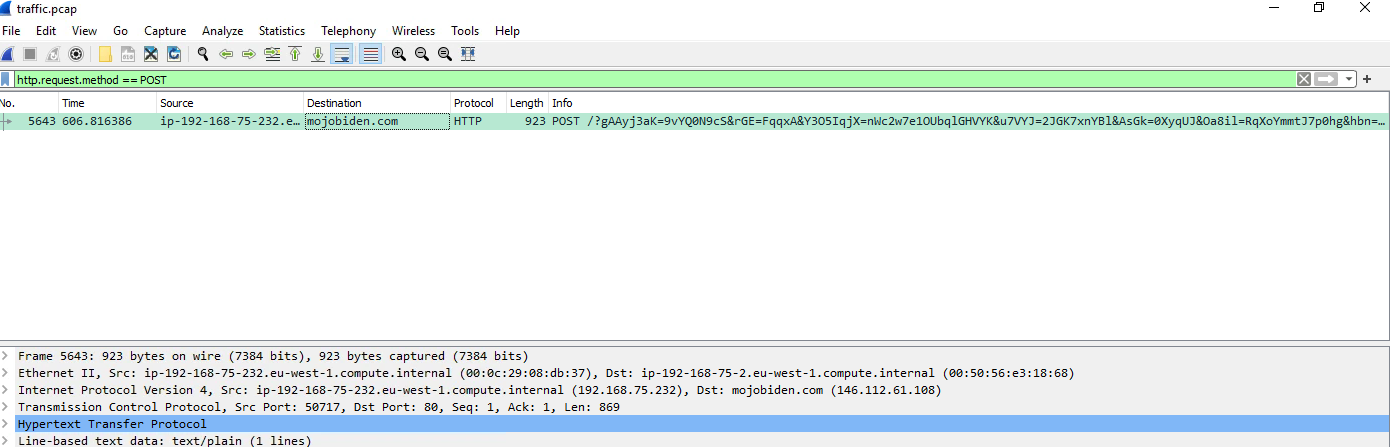 traffic.pcap
File Edit View Go Capture Analyze Statistics Telephony Wireless Tools Help
http.request.method == POST
No. Time Source Destination Protocol Length Info
5643 606.816386 ip-192-168-75-232.e… mojobiden.com HTTP 923 POST /?gAAyj3aK=9vYQ0N9cS&rGE=FqqxA&Y3O5IqjX=nWc2w7e1OUbqlGHVYK&u7VYJ=2JGK7xnYBl&AsGk=0XyqUJ&Oa8il=RqXoYmmtJ7p0hg&hbn=…
Frame 5643: 923 bytes on wire (7384 bits), 923 bytes captured (7384 bits)
Ethernet II, Src: ip-192-168-75-232.eu-west-1.compute.internal (00:0c:29:08:db:37), Dst: ip-192-168-75-2.eu-west-1.compute.internal (00:50:56:e3:18:68)
Internet Protocol Version 4, Src: ip-192-168-75-232.eu-west-1.compute.internal (192.168.75.232), Dst: mojobiden.com (146.112.61.108)
Transmission Control Protocol, Src Port: 50717, Dst Port: 80, Seq: 1, Ack: 1, Len: 869
Hypertext Transfer Protocol
Line-based text data: text/plain (1 lines)